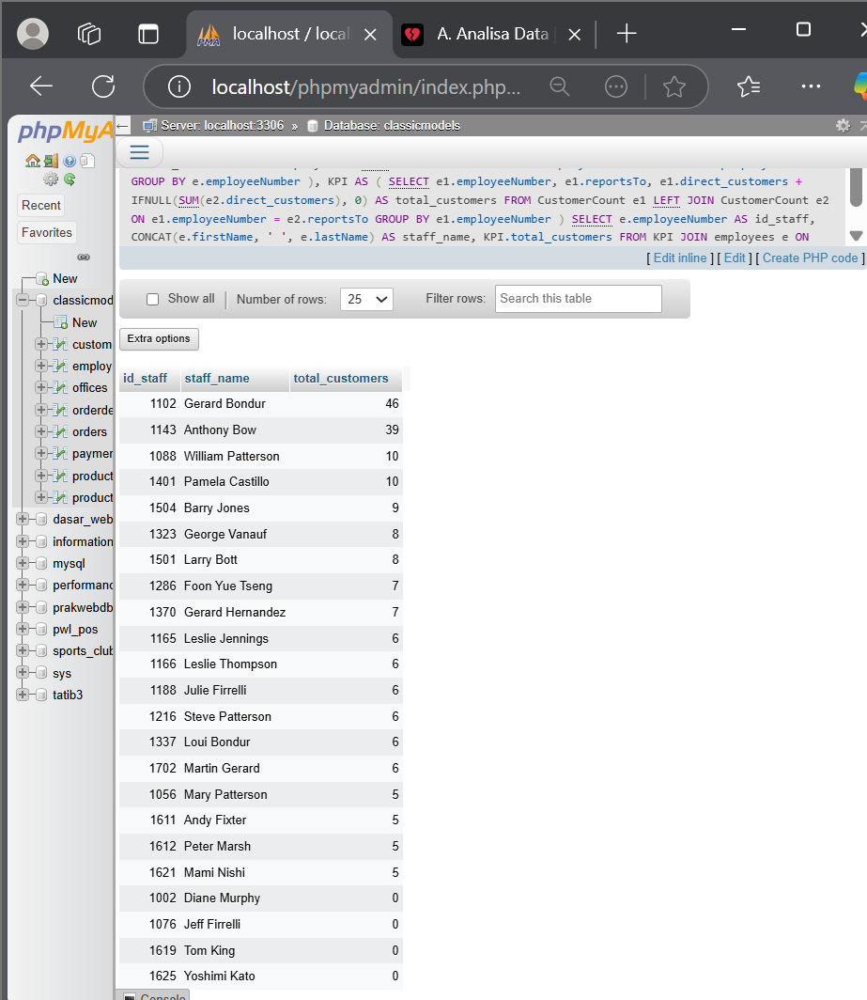 localhost / local
A. Analisa Data
localhost/phpmyadmin/index.php...
phpMyA
Server: localhost:3306 » Database: classicmodels
GROUP BY e.employeeNumber ), KPI AS ( SELECT e1.employeeNumber, e1.reportsTo, e1.direct_customers +
IFNULL(SUM(e2.direct_customers), 0) AS total_customers FROM CustomerCount e1 LEFT JOIN CustomerCount e2
ON e1.employeeNumber = e2.reportsTo GROUP BY e1.employeeNumber ) SELECT e.employeeNumber AS id_staff,
CONCAT(e.firstName, ' ', e.lastName) AS staff_name, KPI.total_customers FROM KPI JOIN employees e ON
[ Edit inline ] [ Edit ] [ Create PHP code ]
Recent
Favorites
New
classicmod
New
custom
employ
offices
orderde
orders
paymen
product
product
dasar_web
information
mysql
performanc
prakwebdb
pwl_pos
sports_club
sys
tatib3
Show all Number of rows: 25 Filter rows: Search this table
Extra options
id_staff staff_name total_customers
1102 Gerard Bondur 46
1143 Anthony Bow 39
1088 William Patterson 10
1401 Pamela Castillo 10
1504 Barry Jones 9
1323 George Vanauf 8
1501 Larry Bott 8
1286 Foon Yue Tseng 7
1370 Gerard Hernandez 7
1165 Leslie Jennings 6
1166 Leslie Thompson 6
1188 Julie Firrelli 6
1216 Steve Patterson 6
1337 Loui Bondur 6
1702 Martin Gerard 6
1056 Mary Patterson 5
1611 Andy Fixter 5
1612 Peter Marsh 5
1621 Mami Nishi 5
1002 Diane Murphy 0
1076 Jeff Firrelli 0
1619 Tom King 0
1625 Yoshimi Kato 0
Console